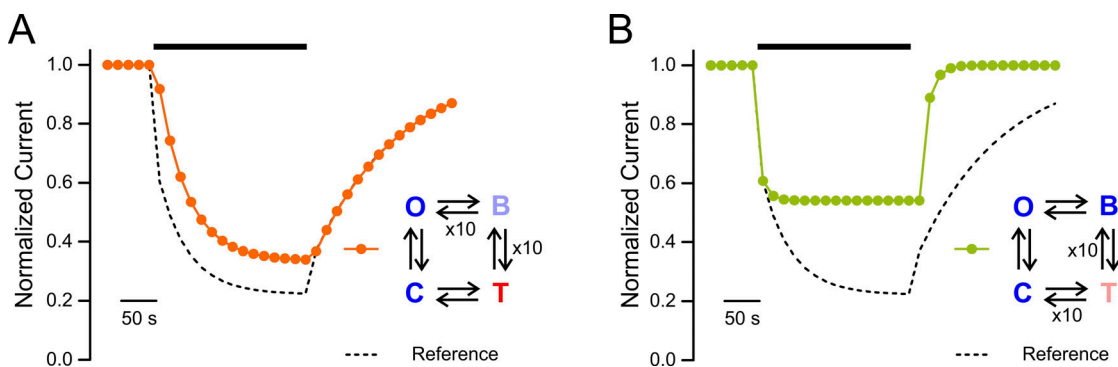 A
Normalized Current
1.0
0.8
0.6
0.4
0.2
0.0
50 s
O B
x10
x10
C T
Reference
B
Normalized Current
1.0
0.8
0.6
0.4
0.2
0.0
50 s
O B
x10
C T
x10
Reference